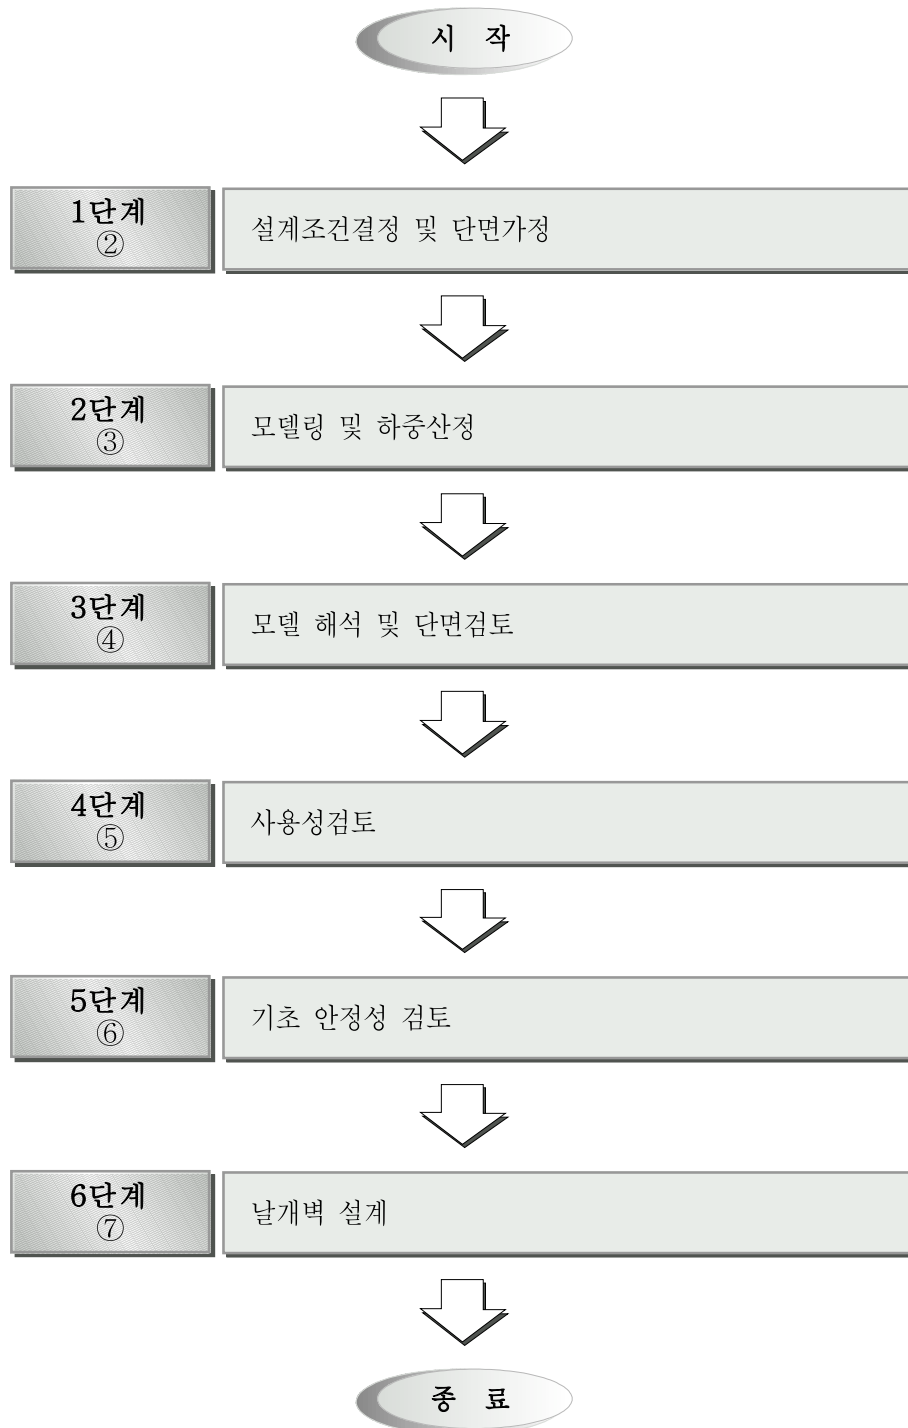 시 작
1단계
②
설계조건결정 및 단면가정
2단계
③
모델링 및 하중산정
3단계
④
모델 해석 및 단면검토
4단계
⑤
사용성검토
5단계
⑥
기초 안정성 검토
6단계
⑦
날개벽 설계
종 료